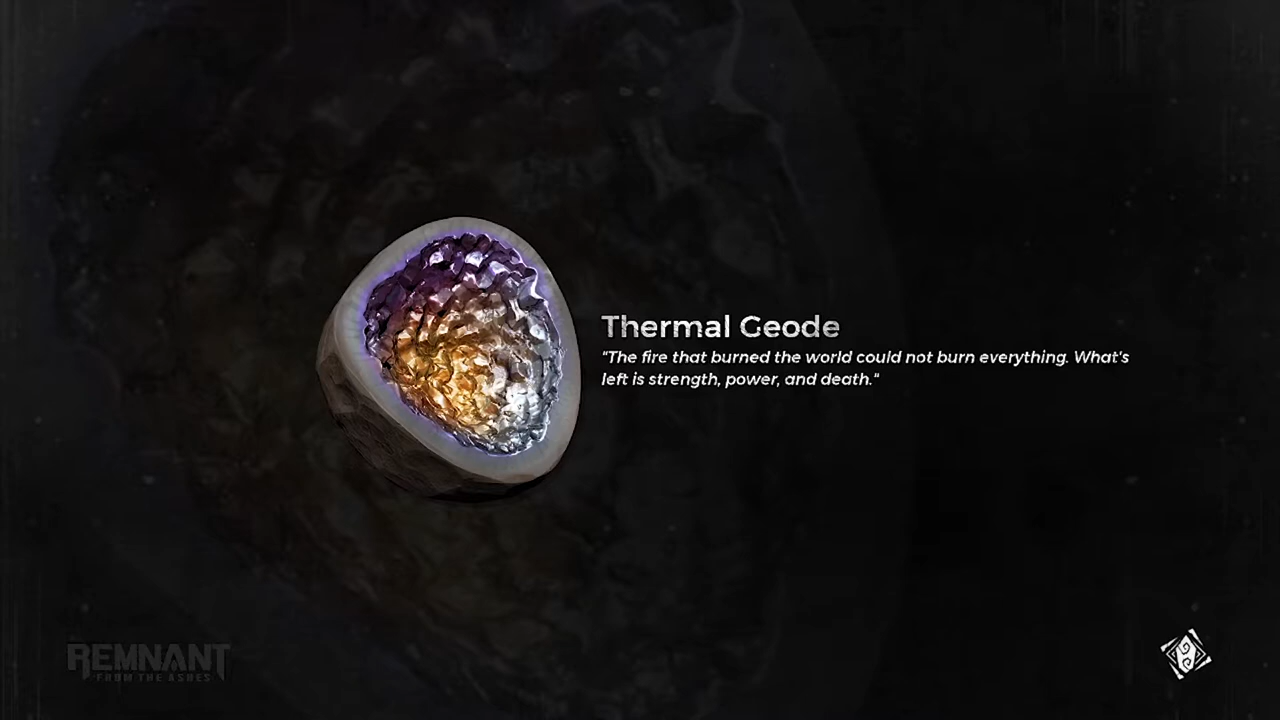 Thermal Geode
"The fire that burned the world could not burn everything. What's
left is strength, power, and death."
REMNANT
FROM THE ASHES